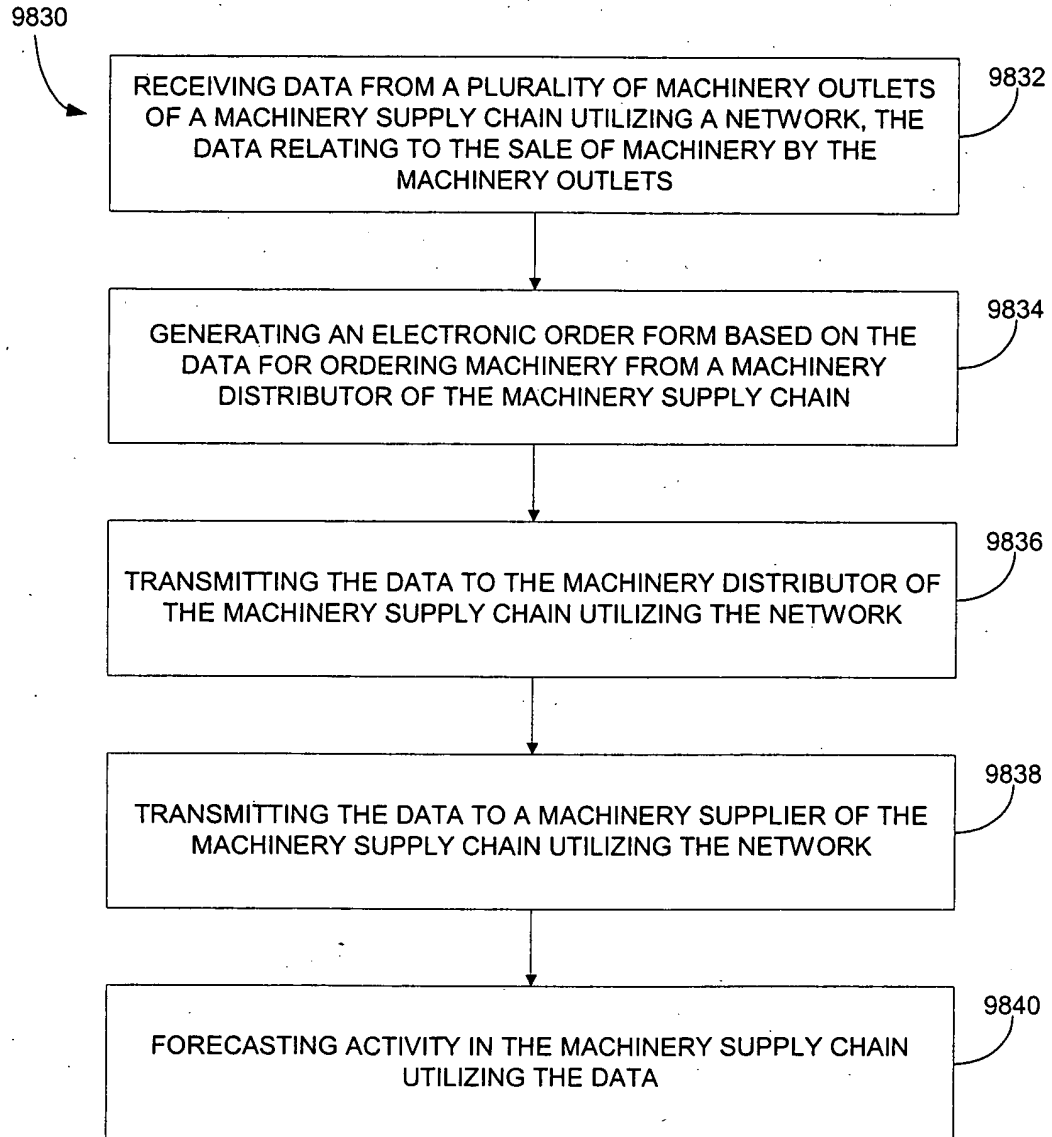 9830
RECEIVING DATA FROM A PLURALITY OF MACHINERY OUTLETS
OF A MACHINERY SUPPLY CHAIN UTILIZING A NETWORK, THE
DATA RELATING TO THE SALE OF MACHINERY BY THE
MACHINERY OUTLETS
9832
GENERATING AN ELECTRONIC ORDER FORM BASED ON THE
DATA FOR ORDERING MACHINERY FROM A MACHINERY
DISTRIBUTOR OF THE MACHINERY SUPPLY CHAIN
9834
TRANSMITTING THE DATA TO THE MACHINERY DISTRIBUTOR OF
THE MACHINERY SUPPLY CHAIN UTILIZING THE NETWORK
9836
TRANSMITTING THE DATA TO A MACHINERY SUPPLIER OF THE
MACHINERY SUPPLY CHAIN UTILIZING THE NETWORK
9838
FORECASTING ACTIVITY IN THE MACHINERY SUPPLY CHAIN
UTILIZING THE DATA
9840